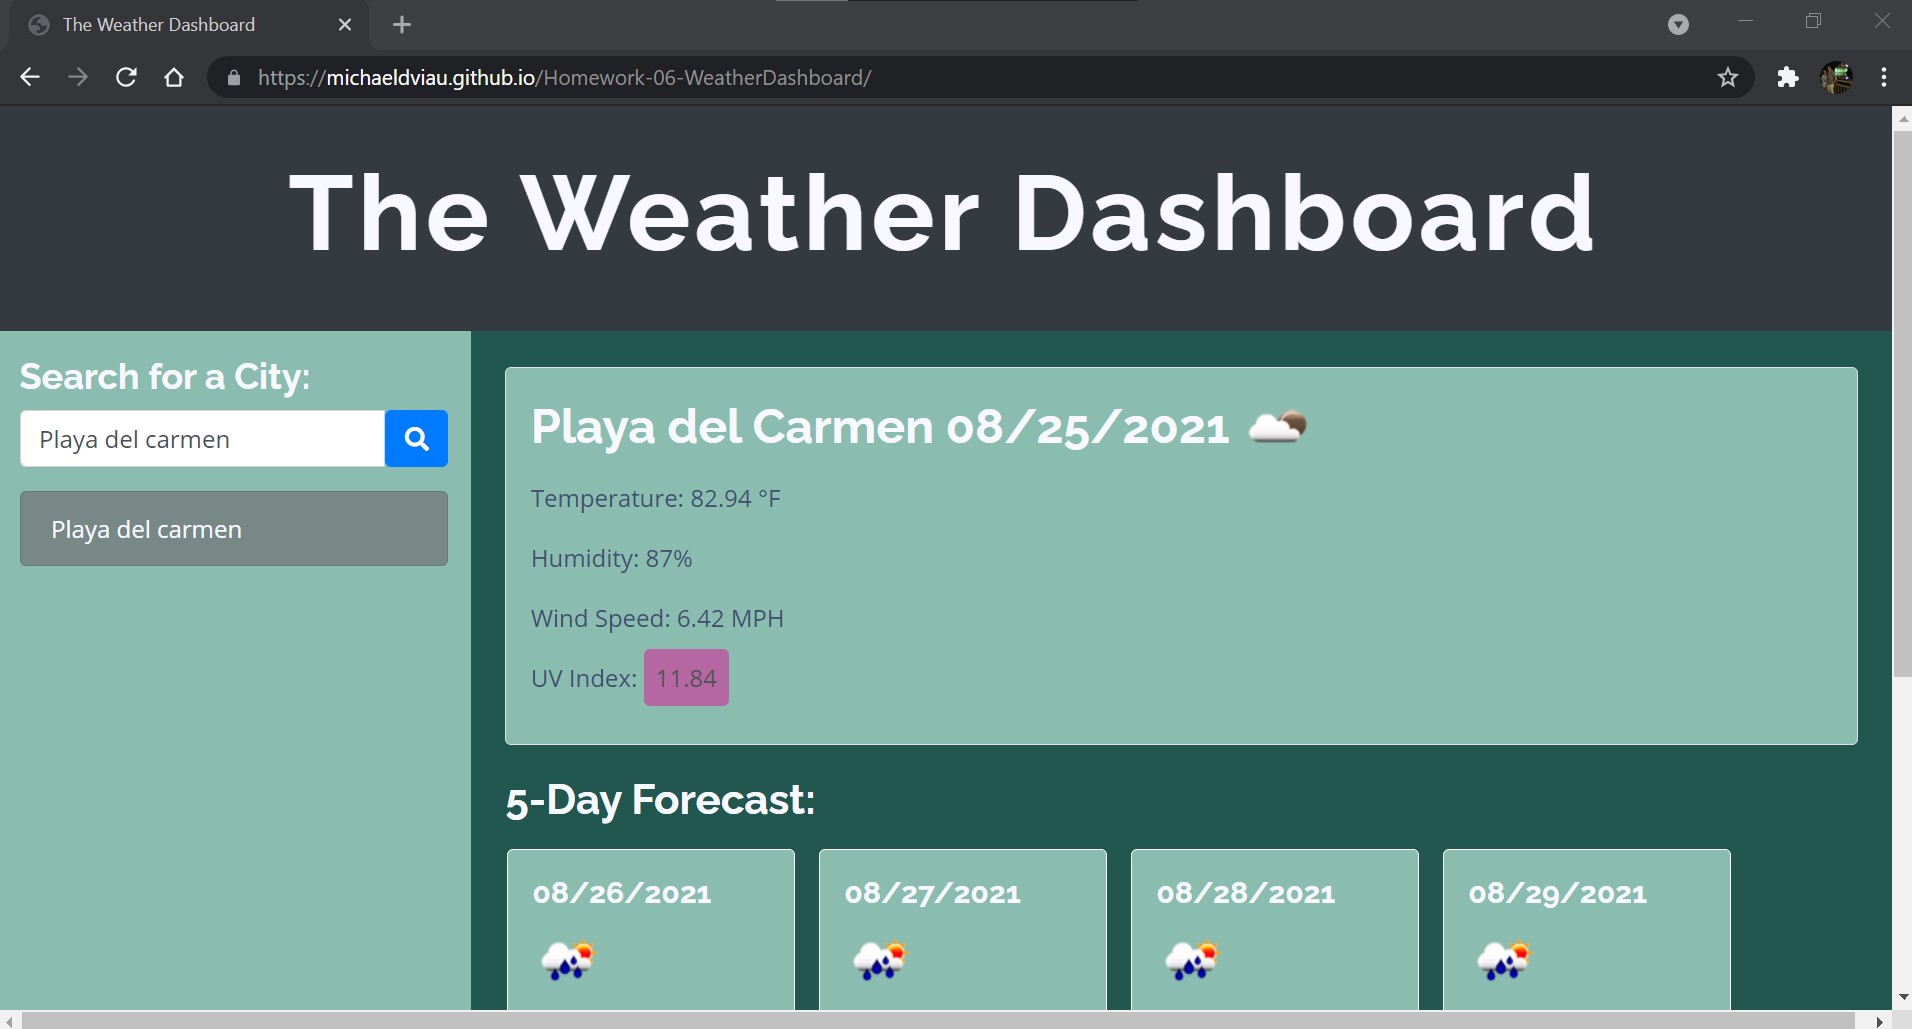 The Weather Dashboard
https://michaeldviau.github.io/Homework-06-WeatherDashboard/
The Weather Dashboard
Search for a City:
Playa del carmen
Playa del carmen
Playa del Carmen 08/25/2021
Temperature: 82.94 °F
Humidity: 87%
Wind Speed: 6.42 MPH
UV Index: 11.84
5-Day Forecast:
08/26/2021 08/27/2021 08/28/2021 08/29/2021